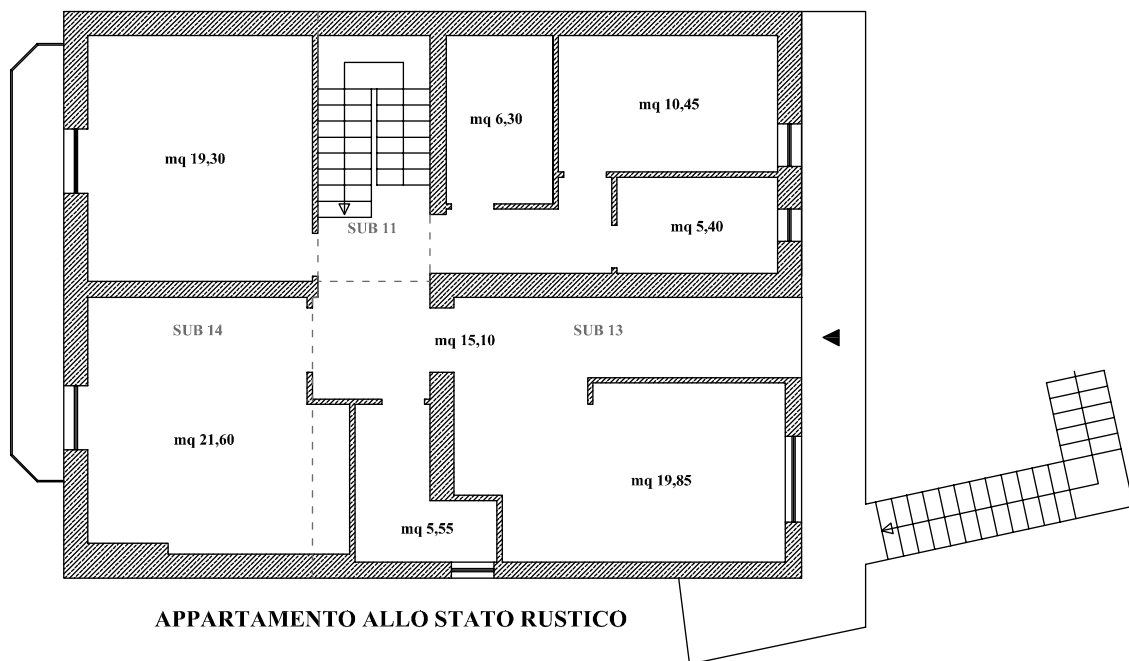 mq 10,45
mq 6,30
mq 19,30
SUB 11
mq 5,40
SUB 14
mq 15,10
SUB 13
mq 21,60
mq 19,85
mq 5,55
APPARTAMENTO ALLO STATO RUSTICO